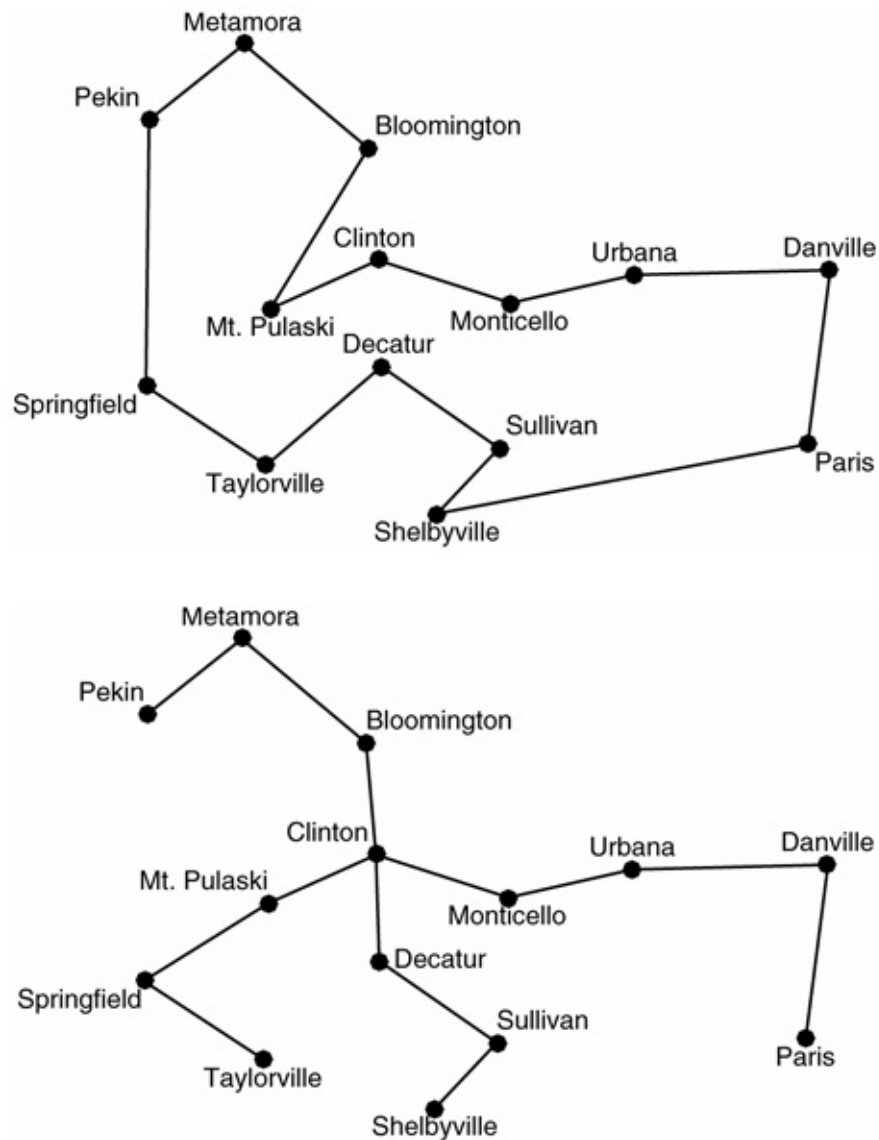 Metamora
Pekin
Bloomington
Clinton
Urbana
Danville
Mt. Pulaski
Monticello
Decatur
Springfield
Sullivan
Paris
Taylorville
Shelbyville
Metamora
Pekin
Bloomington
Clinton
Urbana
Danville
Mt. Pulaski
Monticello
Decatur
Springfield
Sullivan
Paris
Taylorville
Shelbyville